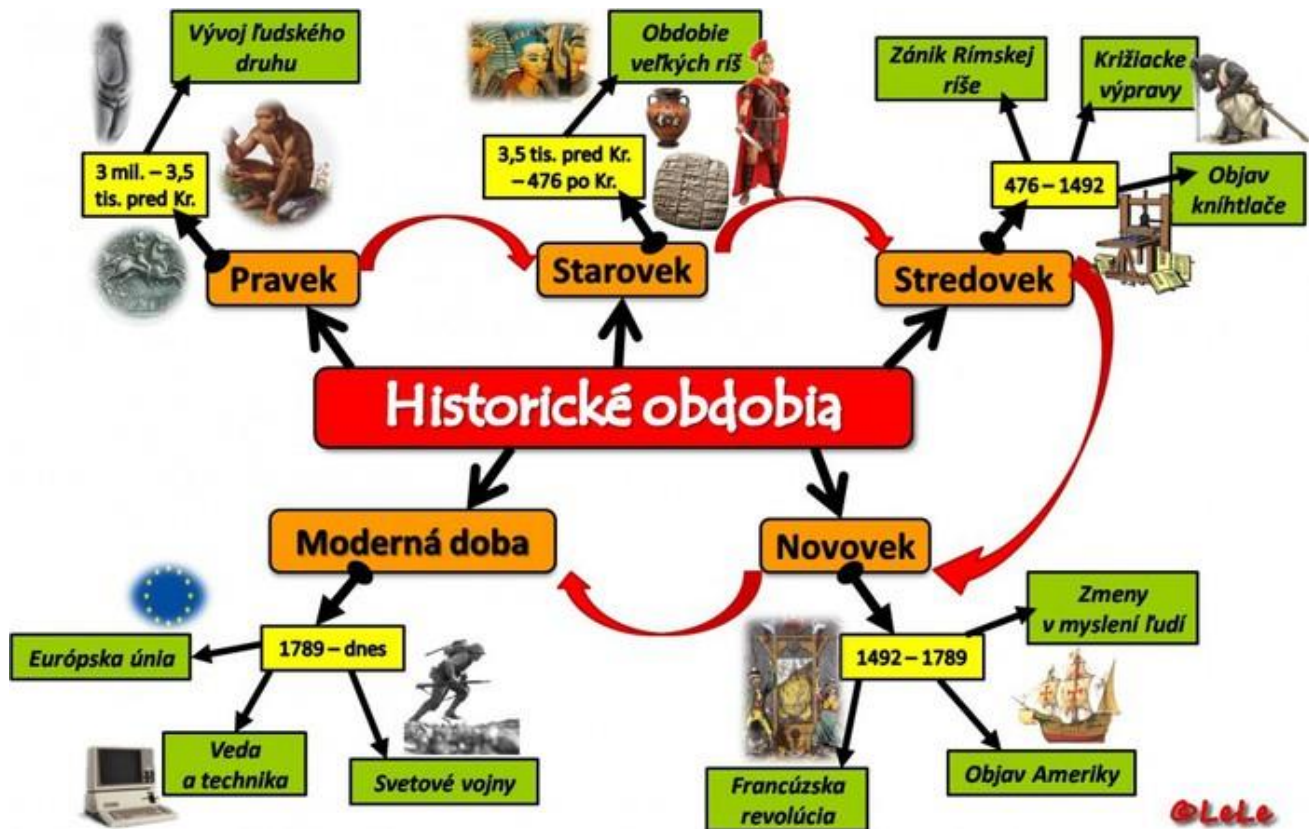 Vývoj ľudského
druhu
3 mil. – 3,5
tis. pred Kr.
Pravek
Obdobie
veľkých ríš
3,5 tis. pred Kr.
– 476 po Kr.
Starovek
Zánik Rímskej
ríše
Križiacke
výpravy
476 – 1492
Objav
kníhtlače
Stredovek
Historické obdobia
Moderná doba
Európska únia
1789 – dnes
Veda
a technika
Svetové vojny
Novovek
Zmeny
v myslení ľudí
1492 – 1789
Francúzska
revolúcia
Objav Ameriky
@LeLe